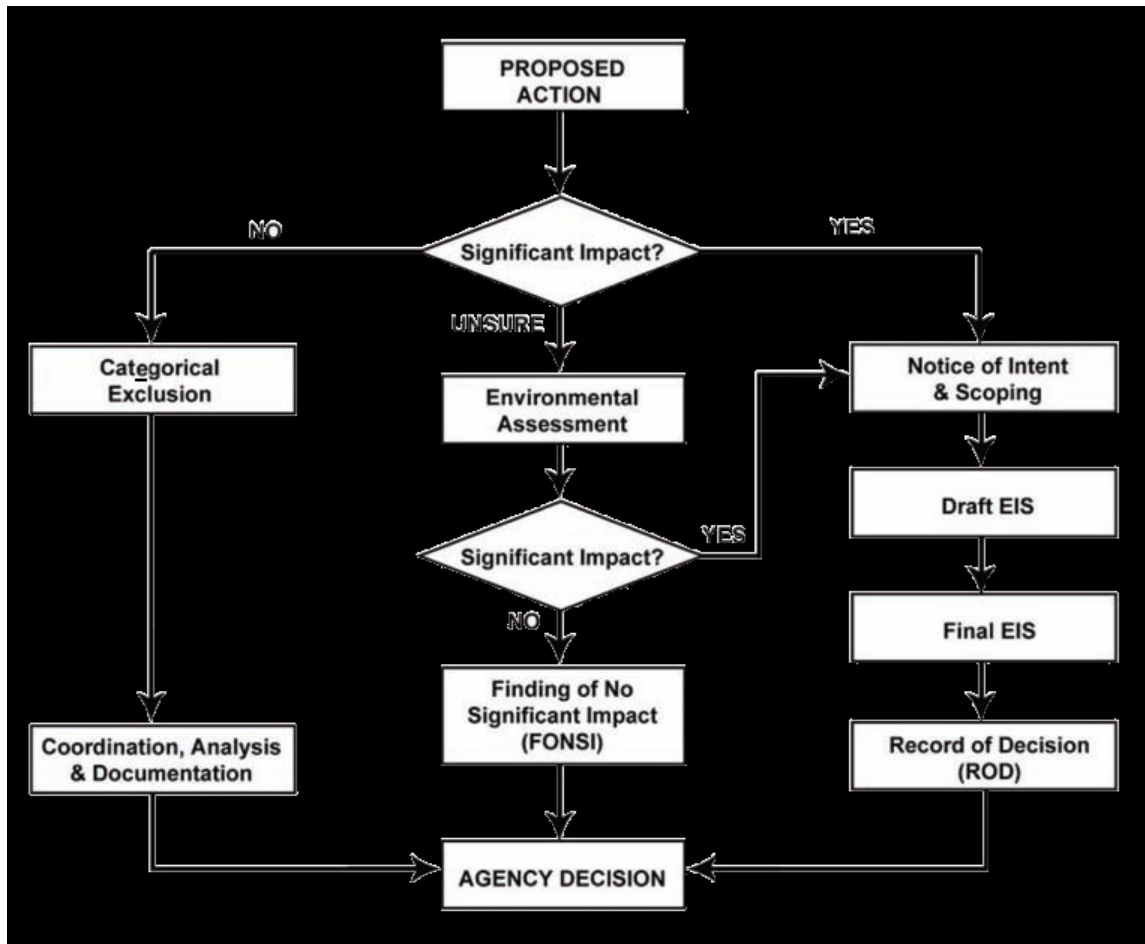 PROPOSED
ACTION
NO
YES
Significant Impact?
UNSURE
Categorical
Exclusion
Environmental
Assessment
Notice of Intent
& Scoping
Draft EIS
Significant Impact?
YES
NO
Final EIS
Finding of No
Significant Impact
(FONSI)
Coordination, Analysis
& Documentation
Record of Decision
(ROD)
AGENCY DECISION